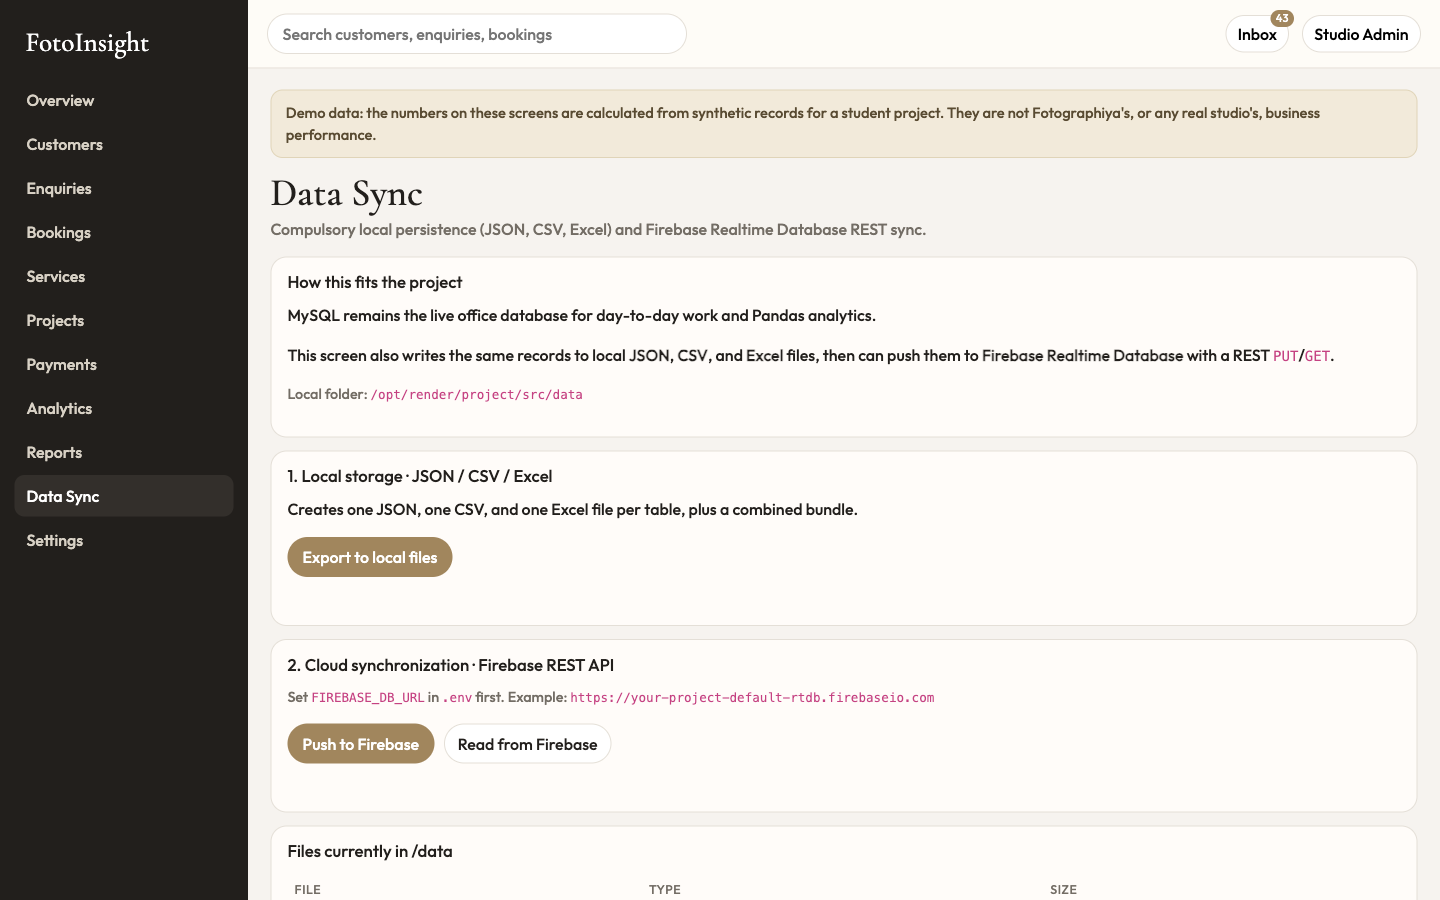 FotoInsight
Overview
Customers
Enquiries
Bookings
Services
Projects
Payments
Analytics
Reports
Data Sync
Settings
Search customers, enquiries, bookings
Inbox
43
Studio Admin
Demo data: the numbers on these screens are calculated from synthetic records for a student project. They are not Fotographiya's, or any real studio's, business
performance.
Data Sync
Compulsory local persistence (JSON, CSV, Excel) and Firebase Realtime Database REST sync.
How this fits the project
MySQL remains the live office database for day-to-day work and Pandas analytics.
This screen also writes the same records to local JSON, CSV, and Excel files, then can push them to Firebase Realtime Database with a REST PUT/GET.
Local folder: /opt/render/project/src/data
1. Local storage · JSON / CSV / Excel
Creates one JSON, one CSV, and one Excel file per table, plus a combined bundle.
Export to local files
2. Cloud synchronization · Firebase REST API
Set FIREBASE_DB_URL in .env first. Example: https://your-project-default-rtdb.firebaseio.com
Push to Firebase
Read from Firebase
Files currently in /data
FILE
TYPE
SIZE